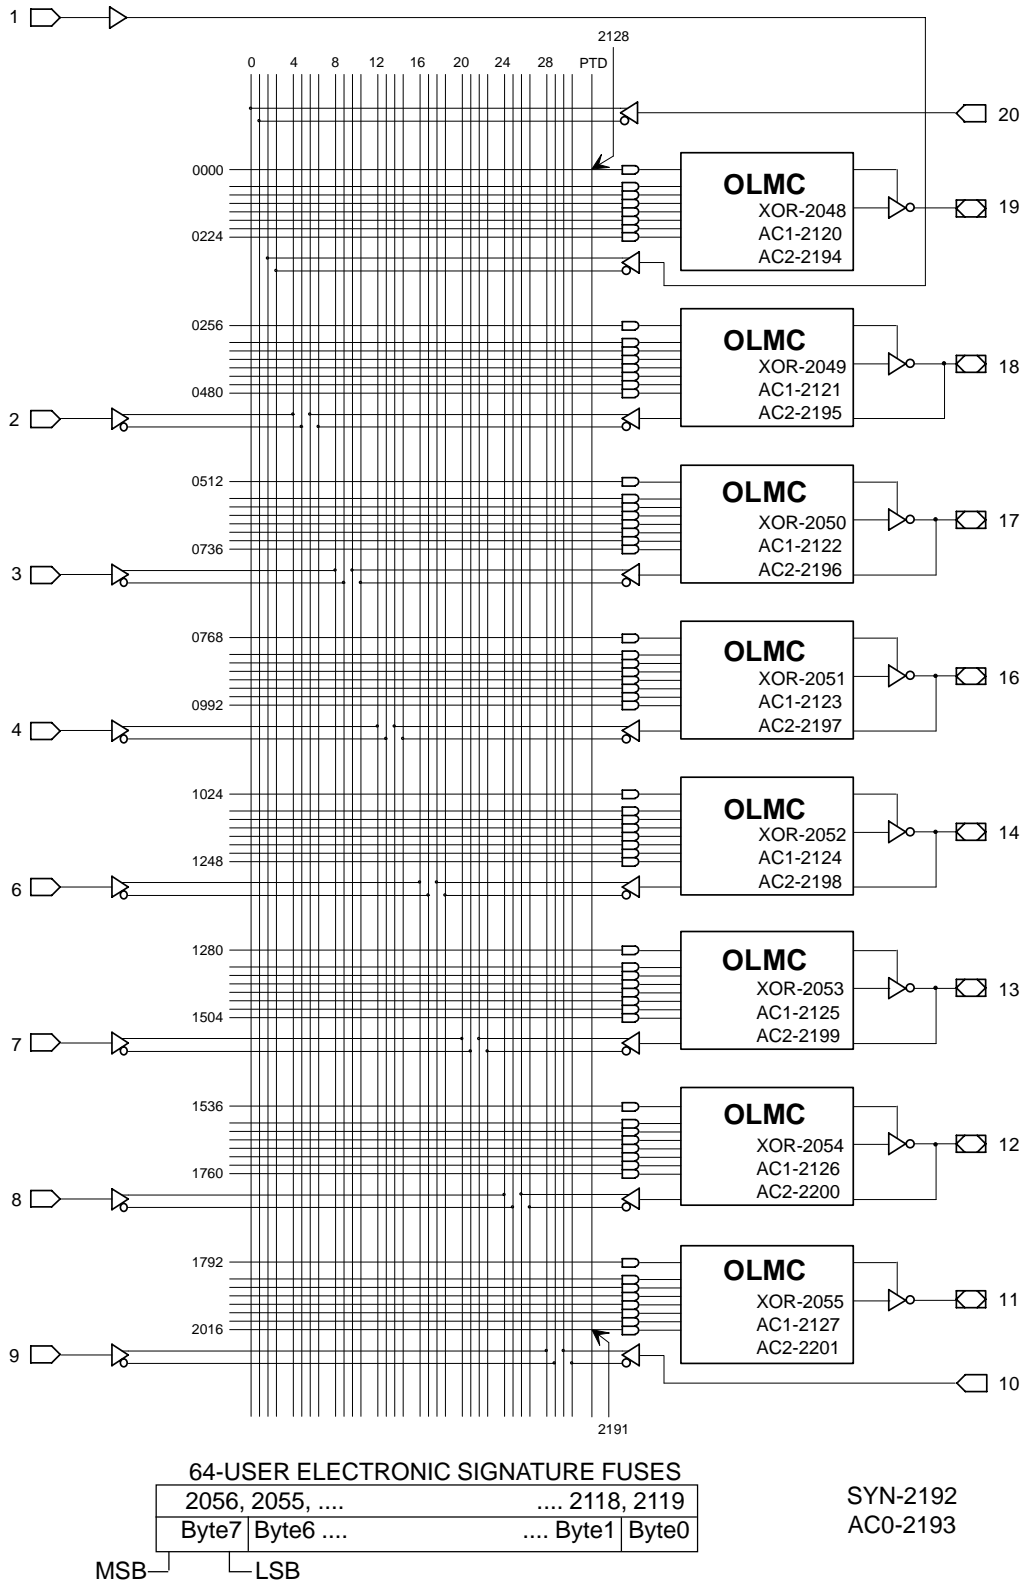 1
2128
0 4 8 12 16 20 24 28 PTD
20
0000
OLMC
XOR-2048
19
0224
AC1-2120
AC2-2194
0256
OLMC
XOR-2049
18
0480
AC1-2121
2
AC2-2195
0512
OLMC
XOR-2050
17
0736
AC1-2122
3
AC2-2196
0768
OLMC
XOR-2051
16
0992
AC1-2123
4
AC2-2197
1024
OLMC
XOR-2052
14
1248
AC1-2124
6
AC2-2198
1280
OLMC
XOR-2053
13
1504
AC1-2125
7
AC2-2199
1536
OLMC
XOR-2054
12
1760
AC1-2126
8
AC2-2200
1792
OLMC
XOR-2055
11
2016
AC1-2127
9
AC2-2201
10
2191
64-USER ELECTRONIC SIGNATURE FUSES
2056, 2055, .... .... 2118, 2119
Byte7 Byte6 .... .... Byte1 Byte0
MSB LSB
SYN-2192
AC0-2193